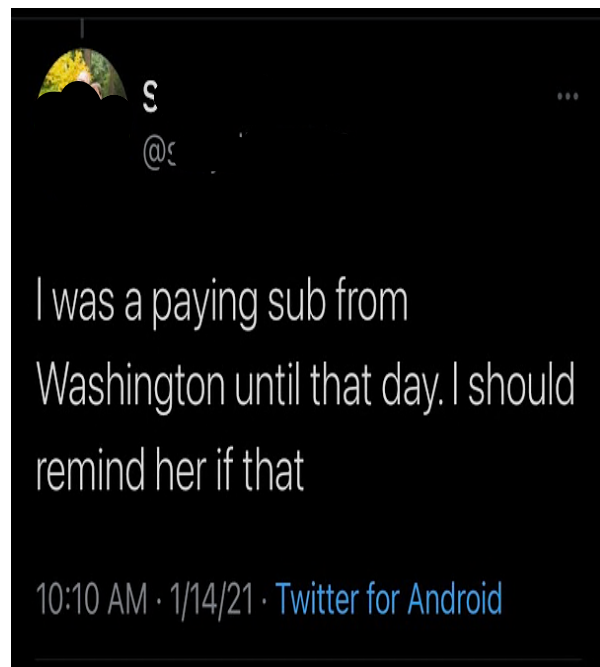 S
@s
I was a paying sub from
Washington until that day. I should
remind her if that
10:10 AM · 1/14/21 · Twitter for Android